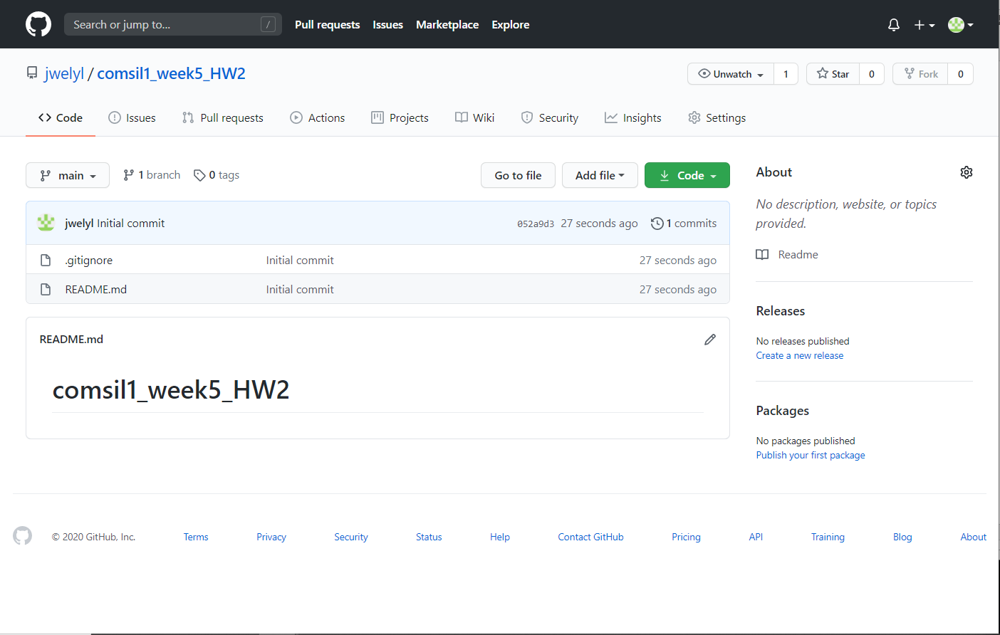 Search or jump to... /
Pull requests Issues Marketplace Explore
jwelyl / comsil1_week5_HW2
Unwatch 1 Star 0 Fork 0
Code Issues Pull requests Actions Projects Wiki Security Insights Settings
main 1 branch 0 tags
Go to file Add file Code
jwelyl Initial commit 052a9d3 27 seconds ago 1 commits
.gitignore Initial commit 27 seconds ago
README.md Initial commit 27 seconds ago
README.md
comsil1_week5_HW2
About
No description, website, or topics
provided.
Readme
Releases
No releases published
Create a new release
Packages
No packages published
Publish your first package
© 2020 GitHub, Inc. Terms Privacy Security Status Help Contact GitHub Pricing API Training Blog About